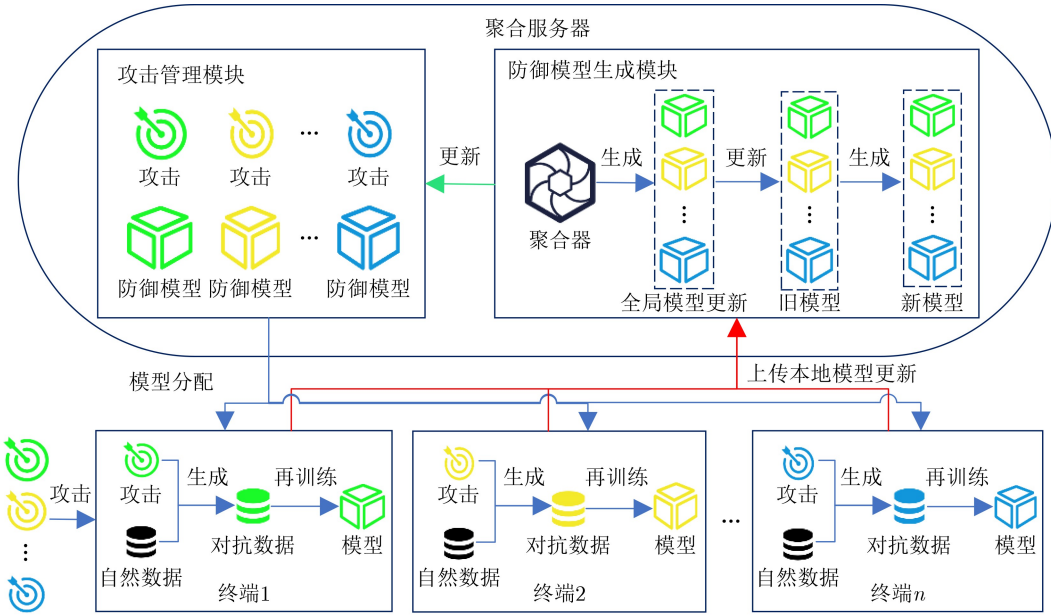 聚合服务器
攻击管理模块
攻击 攻击 ... 攻击
防御模型 防御模型 ... 防御模型
更新
防御模型生成模块
聚合器
生成 更新 生成
全局模型更新 旧模型 新模型
模型分配
上传本地模型更新
攻击
攻击 生成 再训练
自然数据 对抗数据 模型
终端1
攻击 生成 再训练
自然数据 对抗数据 模型
终端2
...
攻击 生成 再训练
自然数据 对抗数据 模型
终端n